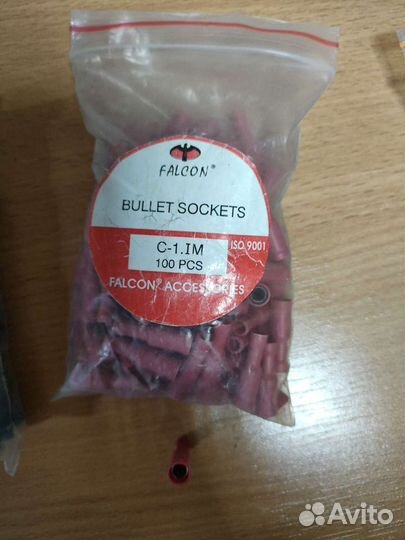 FALCON®
BULLET SOCKETS
C-1.IM
100 PCS
ISO 9001
FALCON® ACCESSORIES
Avito